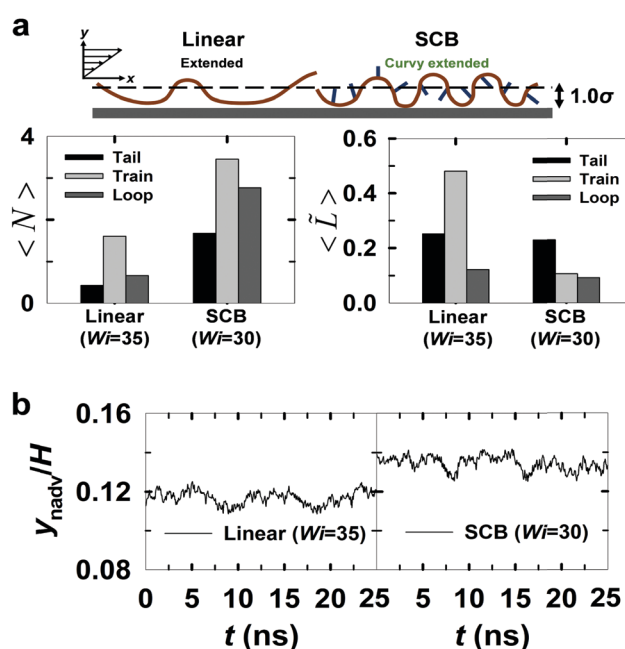 a
y
x
Linear
Extended
SCB
Curvy extended
1.0σ
< N >
4
0
Tail
Train
Loop
Linear
(Wi=35)
SCB
(Wi=30)
< L̃ >
0.6
0.4
0.2
0.0
Tail
Train
Loop
Linear
(Wi=35)
SCB
(Wi=30)
b
y_nadv/H
0.16
0.12
0.08
Linear (Wi=35)
SCB (Wi=30)
0 5 10 15 20 25 5 10 15 20 25
t (ns) t (ns)